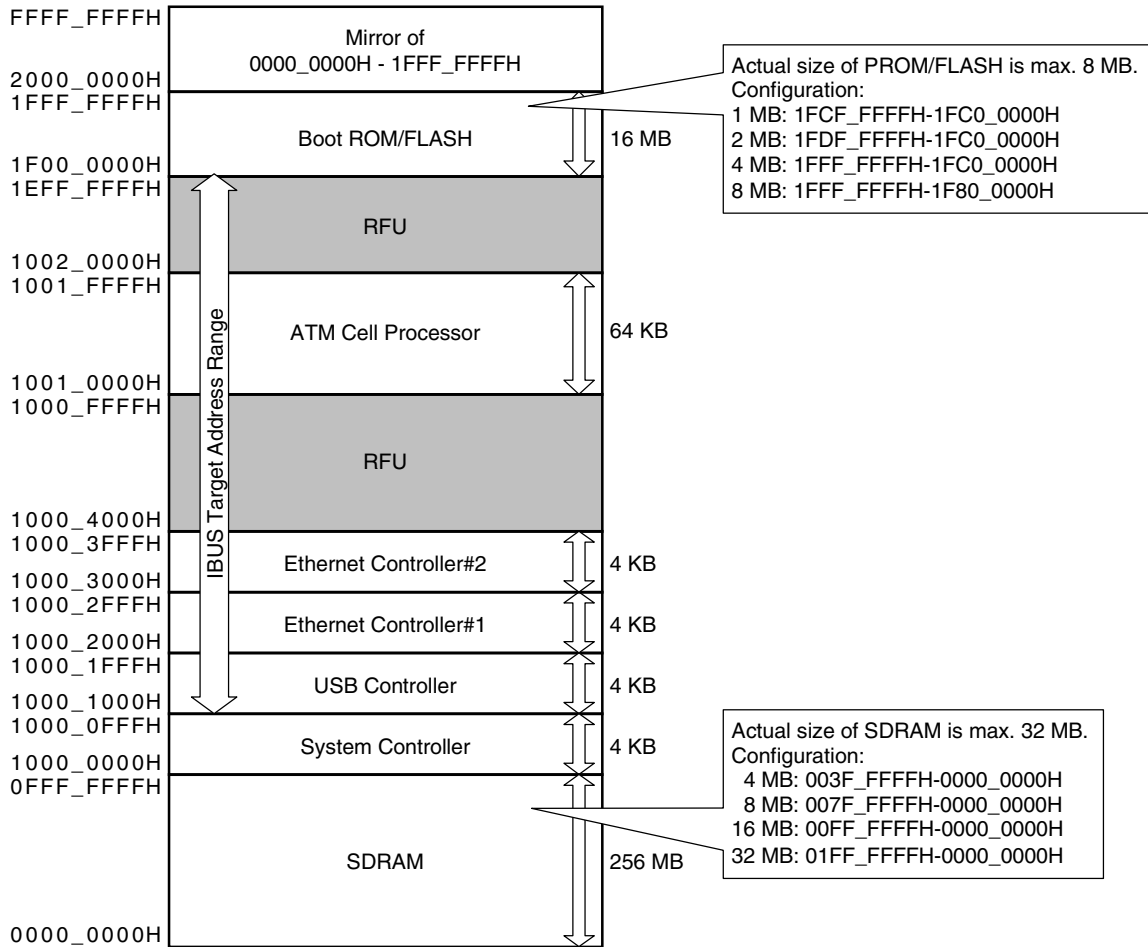 FFFF_FFFFH
Mirror of
0000_0000H - 1FFF_FFFFH
2000_0000H
1FFF_FFFFH
Boot ROM/FLASH
16 MB
1F00_0000H
1EFF_FFFFH
RFU
1002_0000H
1001_FFFFH
ATM Cell Processor
64 KB
1001_0000H
1000_FFFFH
RFU
1000_4000H
1000_3FFFH
Ethernet Controller#2
4 KB
1000_3000H
1000_2FFFH
Ethernet Controller#1
4 KB
1000_2000H
1000_1FFFH
USB Controller
4 KB
1000_1000H
1000_0FFFH
System Controller
4 KB
1000_0000H
0FFF_FFFFH
SDRAM
256 MB
0000_0000H
IBUS Target Address Range
Actual size of PROM/FLASH is max. 8 MB.
Configuration:
1 MB: 1FCF_FFFFH-1FC0_0000H
2 MB: 1FDF_FFFFH-1FC0_0000H
4 MB: 1FFF_FFFFH-1FC0_0000H
8 MB: 1FFF_FFFFH-1F80_0000H
Actual size of SDRAM is max. 32 MB.
Configuration:
4 MB: 003F_FFFFH-0000_0000H
8 MB: 007F_FFFFH-0000_0000H
16 MB: 00FF_FFFFH-0000_0000H
32 MB: 01FF_FFFFH-0000_0000H